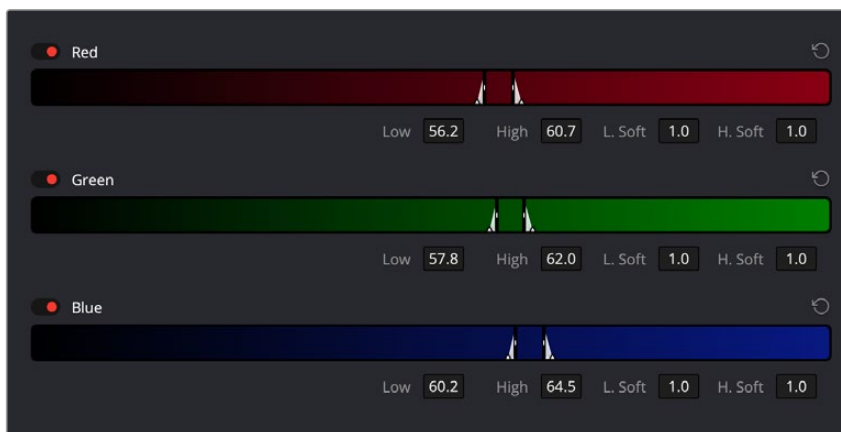 Red
Low 56.2 High 60.7 L. Soft 1.0 H. Soft 1.0
Green
Low 57.8 High 62.0 L. Soft 1.0 H. Soft 1.0
Blue
Low 60.2 High 64.5 L. Soft 1.0 H. Soft 1.0